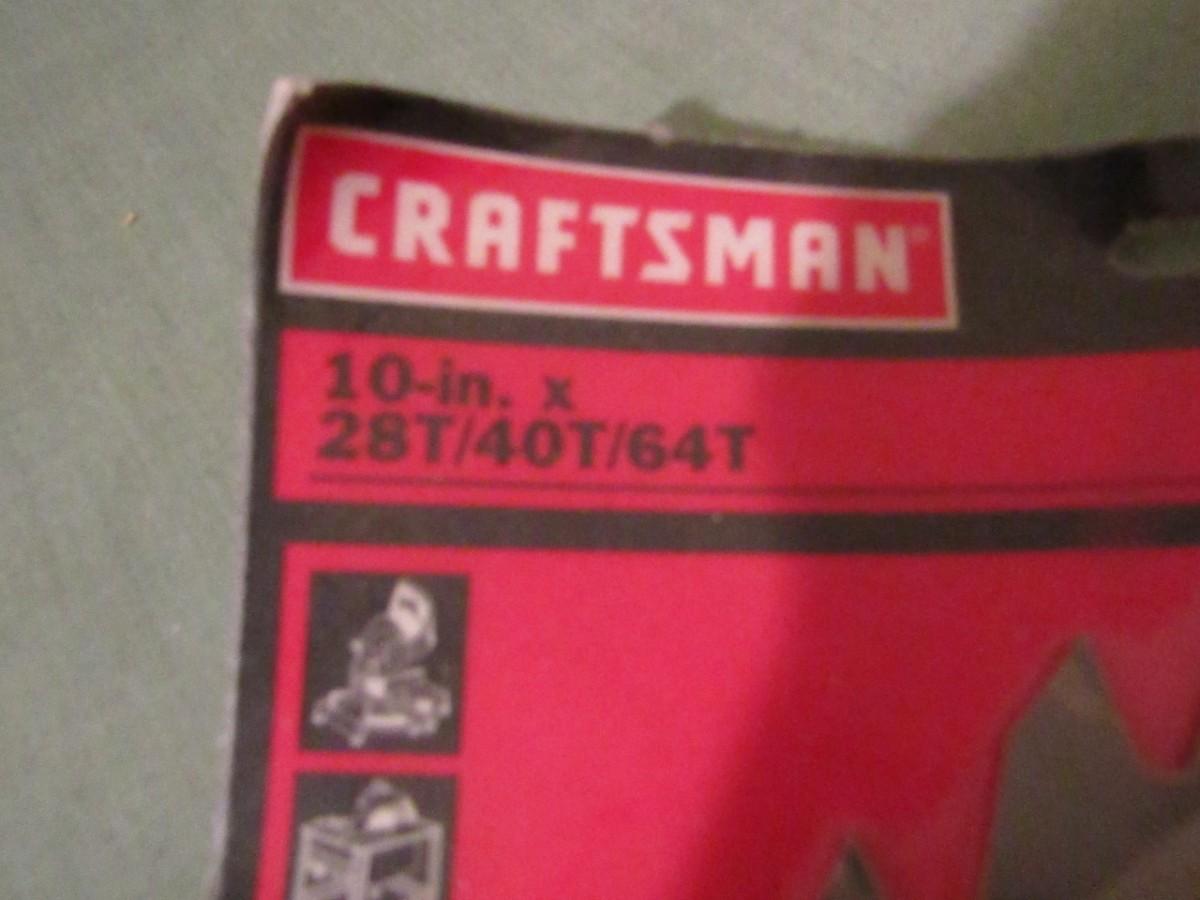 CRAFTSMAN®
10-in. x
28T/40T/64T